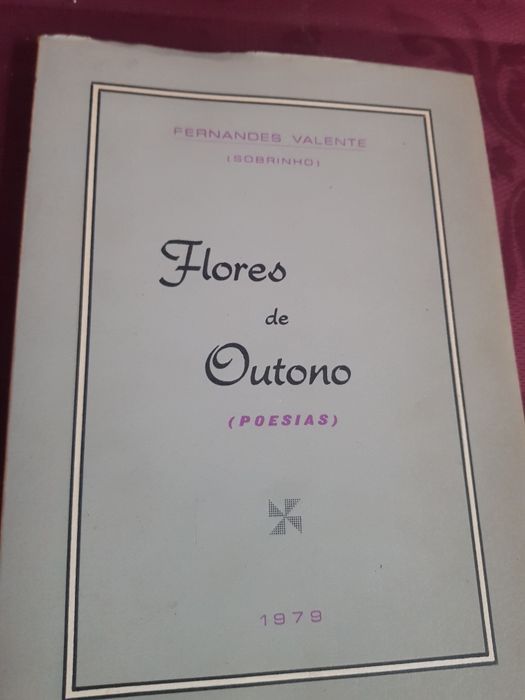 FERNANDES VALENTE
(SOBRINHO)
Flores
de
Outono
(POESIAS)
1979